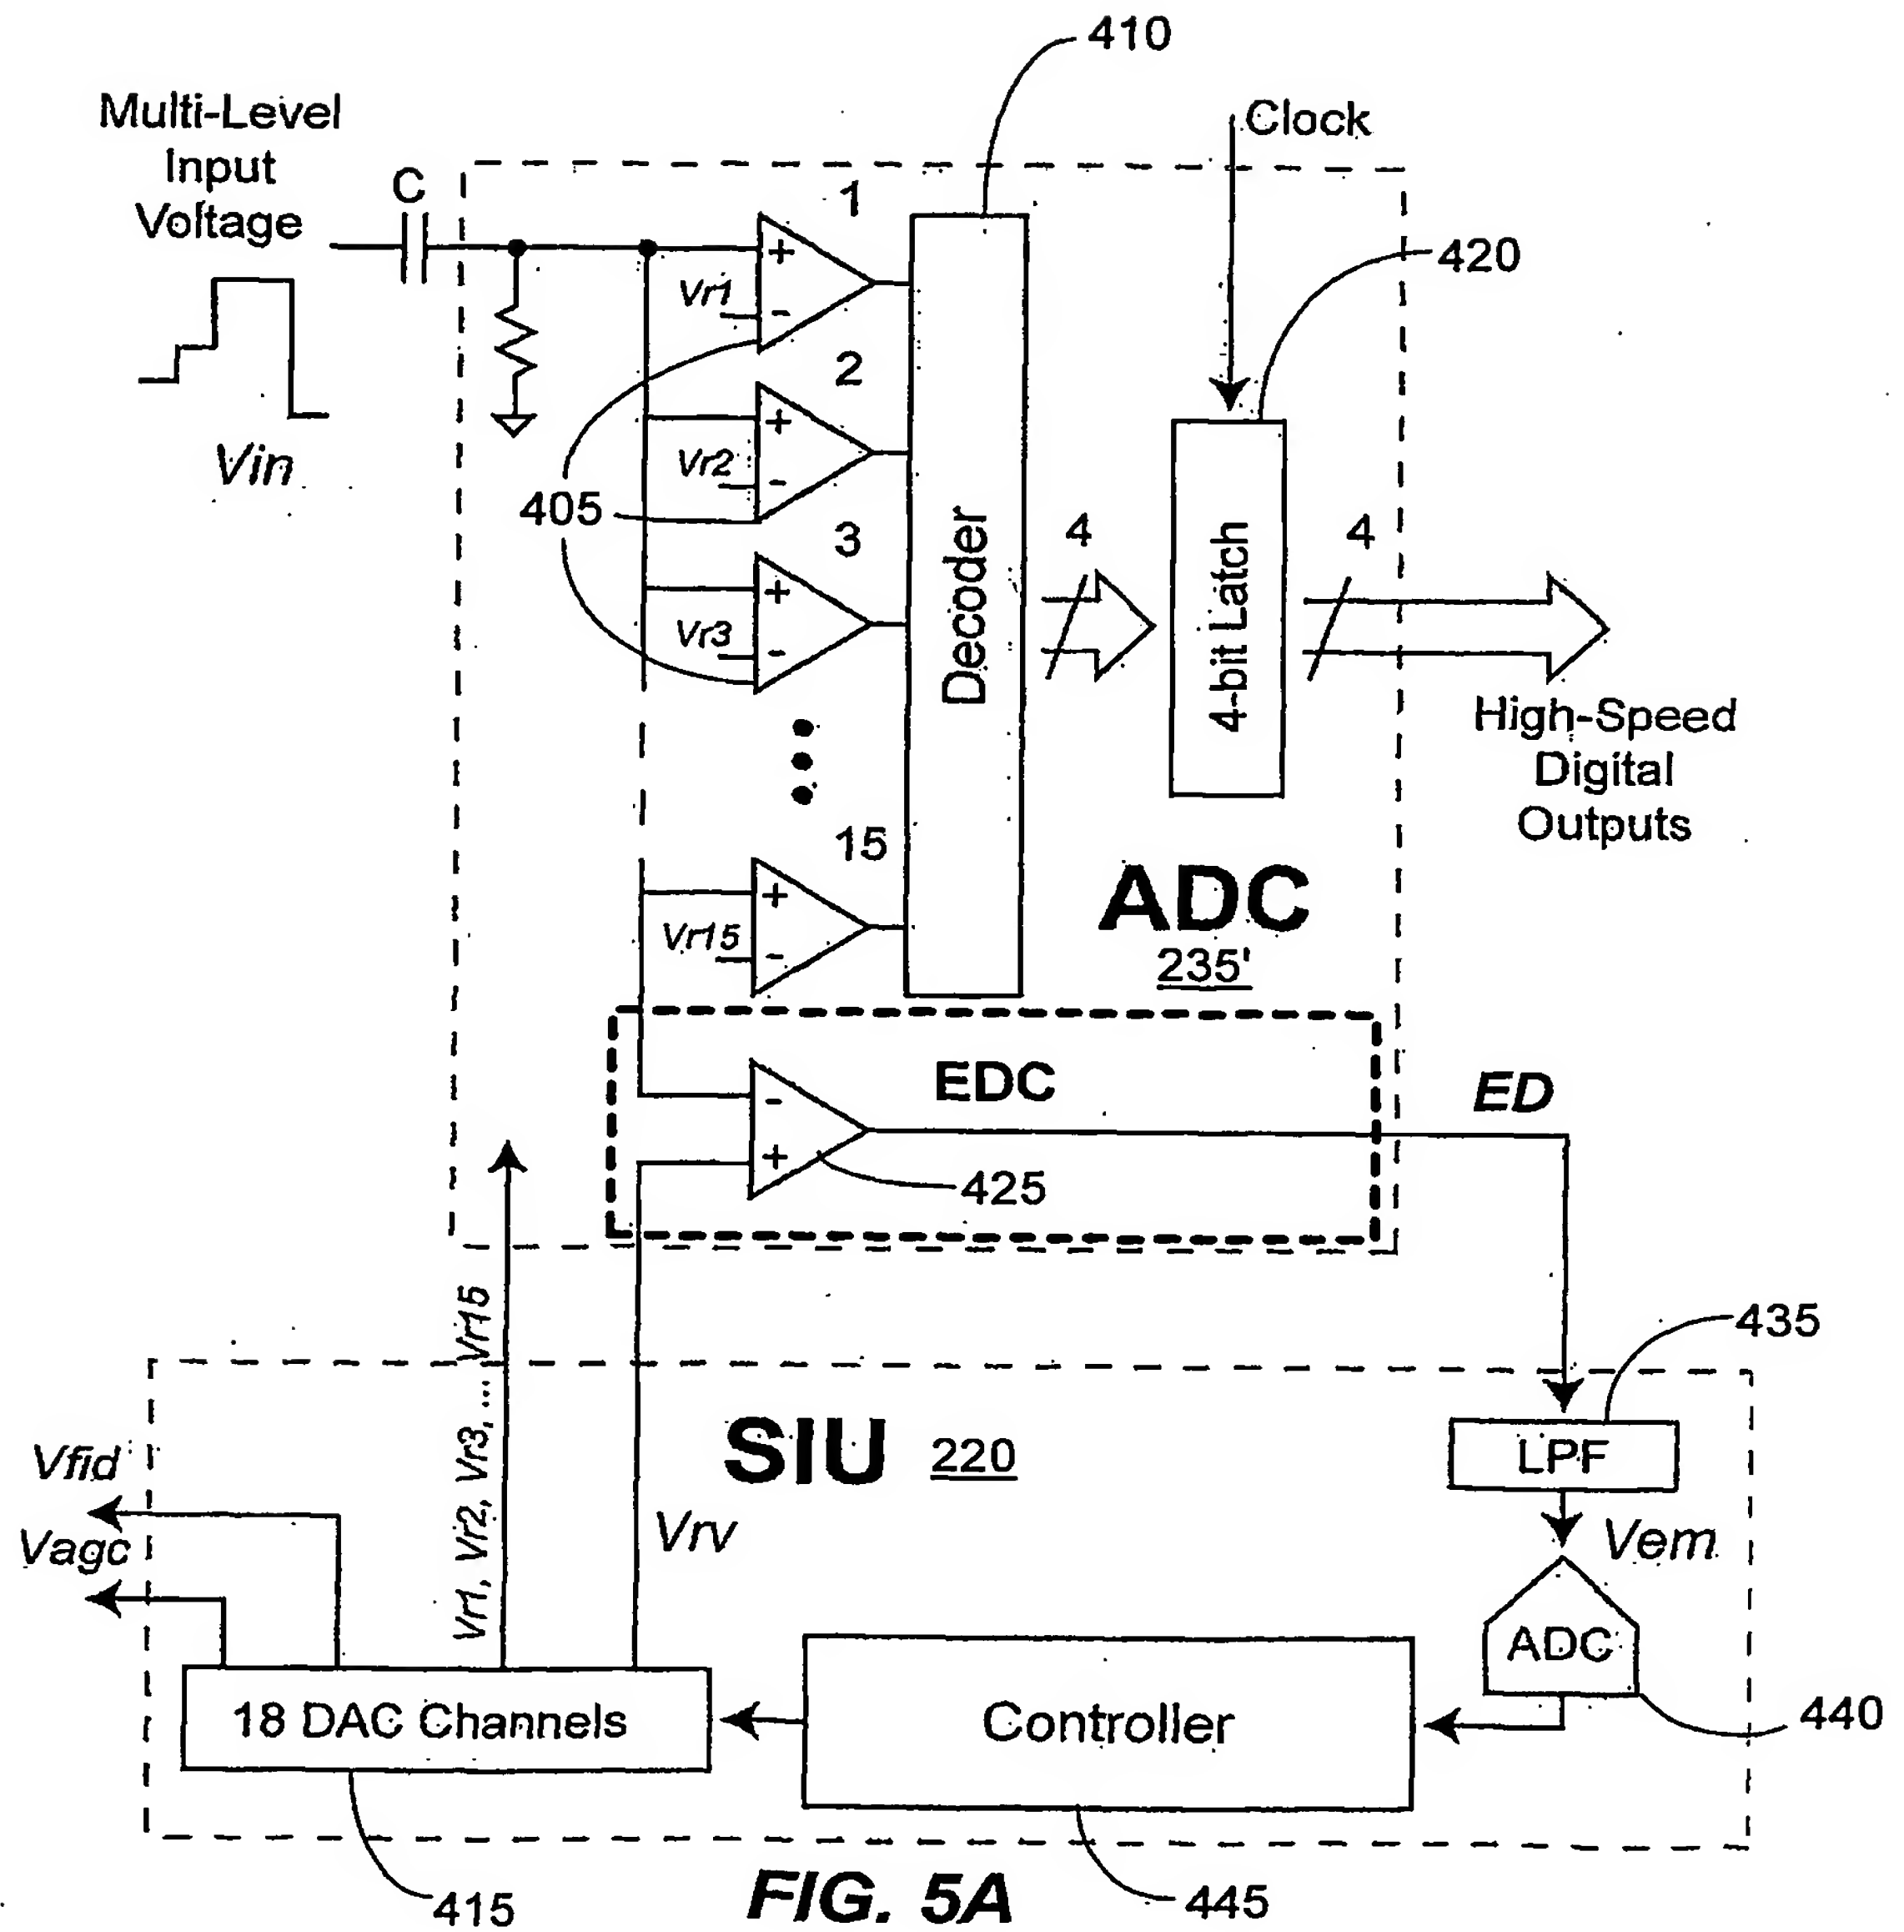 410
Multi-Level
Input
Voltage
C
Clock
1
+
Vr1
-
420
2
+
Vr2
-
Vin
405
3
+
Vr3
-
Decoder
4
4-bit Latch
4
High-Speed
Digital
Outputs
15
+
Vr15
-
ADC
235'
EDC
-
+
425
ED
Vr1, Vr2, Vr3, ... Vr15
435
SIU 220
LPF
Vfid
Vagc
Vrv
Vem
ADC
440
18 DAC Channels
Controller
415
445
FIG. 5A